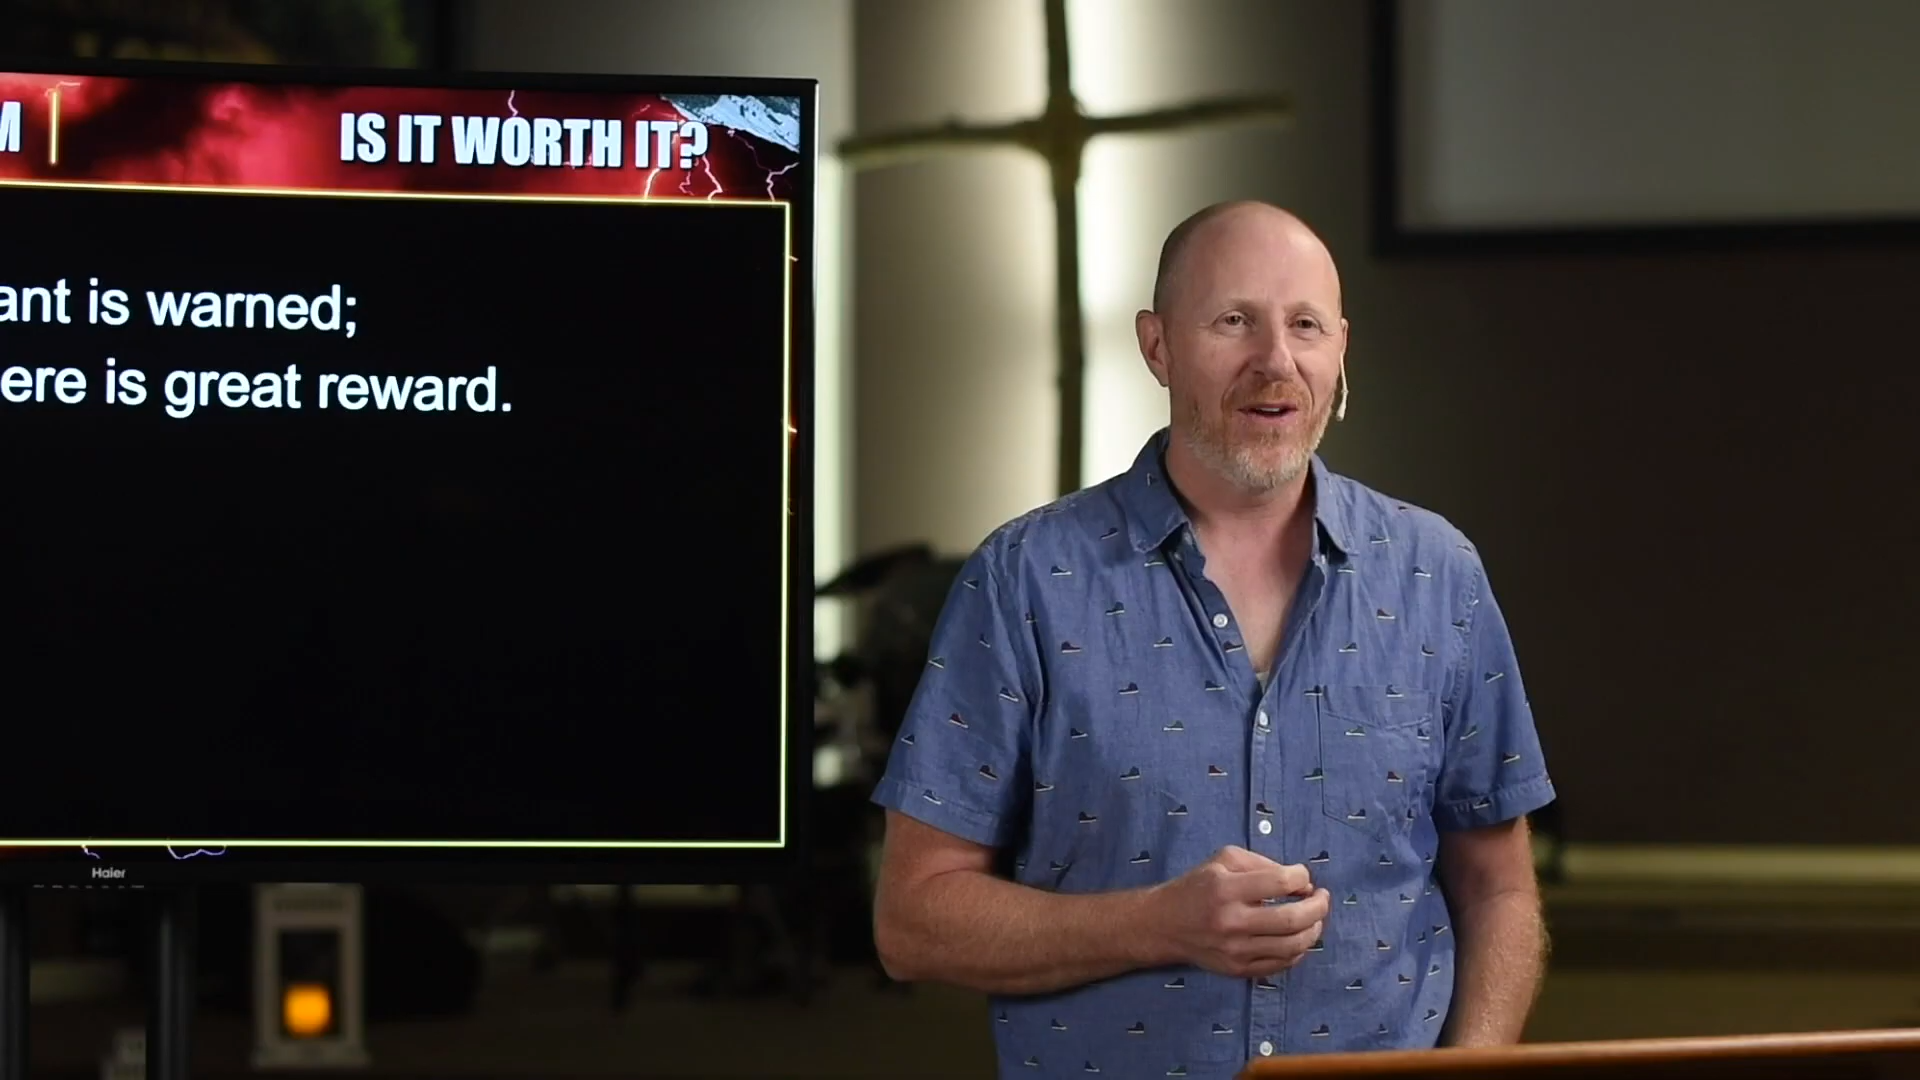 M
IS IT WORTH IT?
ant is warned;
ere is great reward.
Haier